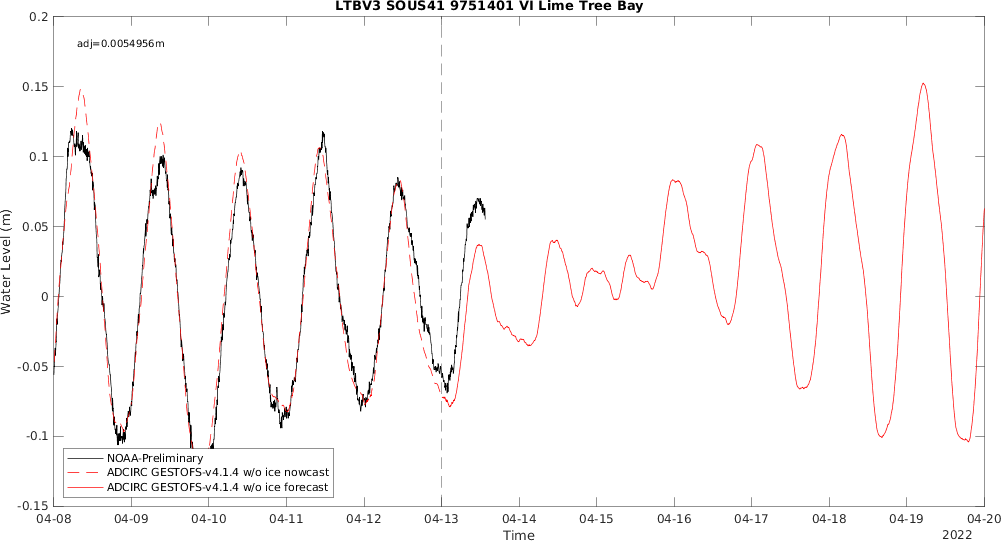 LTBV3 SOUS41 9751401 VI Lime Tree Bay
adj=0.0054956m
Water Level (m)
0.2
0.15
0.1
0.05
0
-0.05
-0.1
-0.15
NOAA-Preliminary
ADCIRC GESTOFS-v4.1.4 w/o ice nowcast
ADCIRC GESTOFS-v4.1.4 w/o ice forecast
04-08 04-09 04-10 04-11 04-12 04-13 04-14 04-15 04-16 04-17 04-18 04-19 04-20
Time
2022